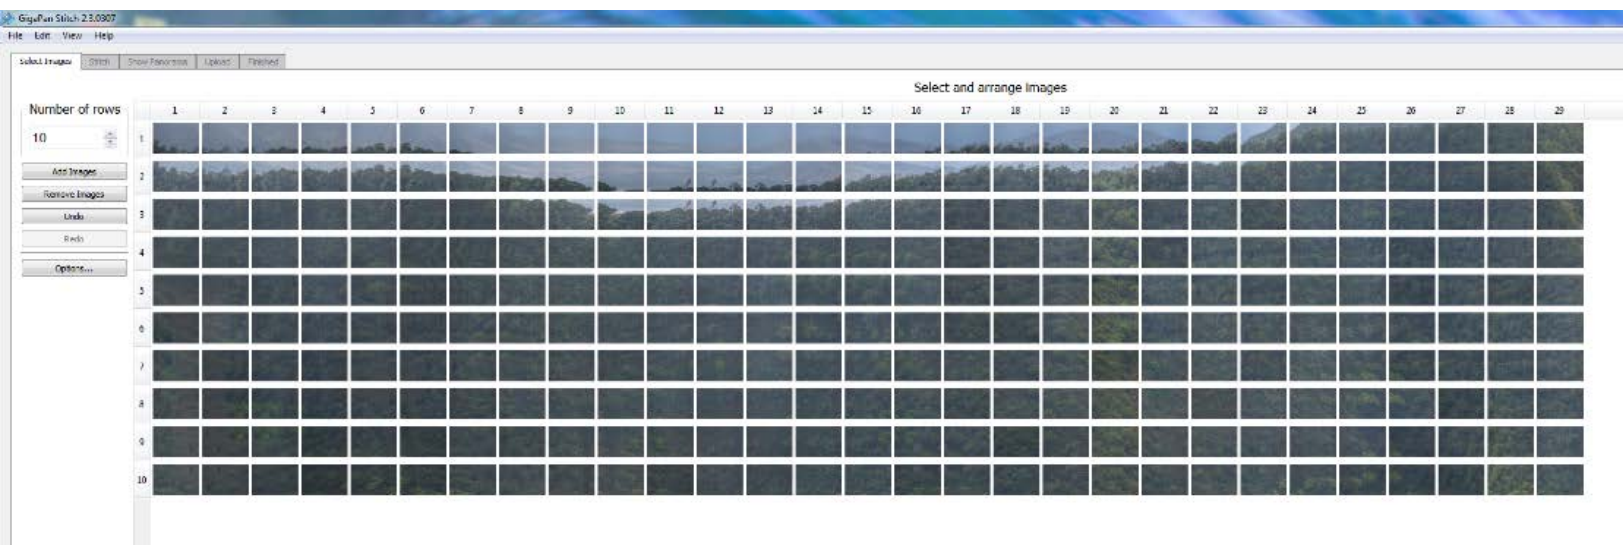 GigaPan Stitch 2.3.0307
File Edit View Help
Select Images Stitch Show Panorama Upload Finished
Select and arrange images
Number of rows
1 2 3 4 5 6 7 8 9 10 11 12 13 14 15 16 17 18 19 20 21 22 23 24 25 26 27 28 29
10
1
Add Images
2
Remove Images
Undo
3
Redo
4
Options...
5
6
7
8
9
10